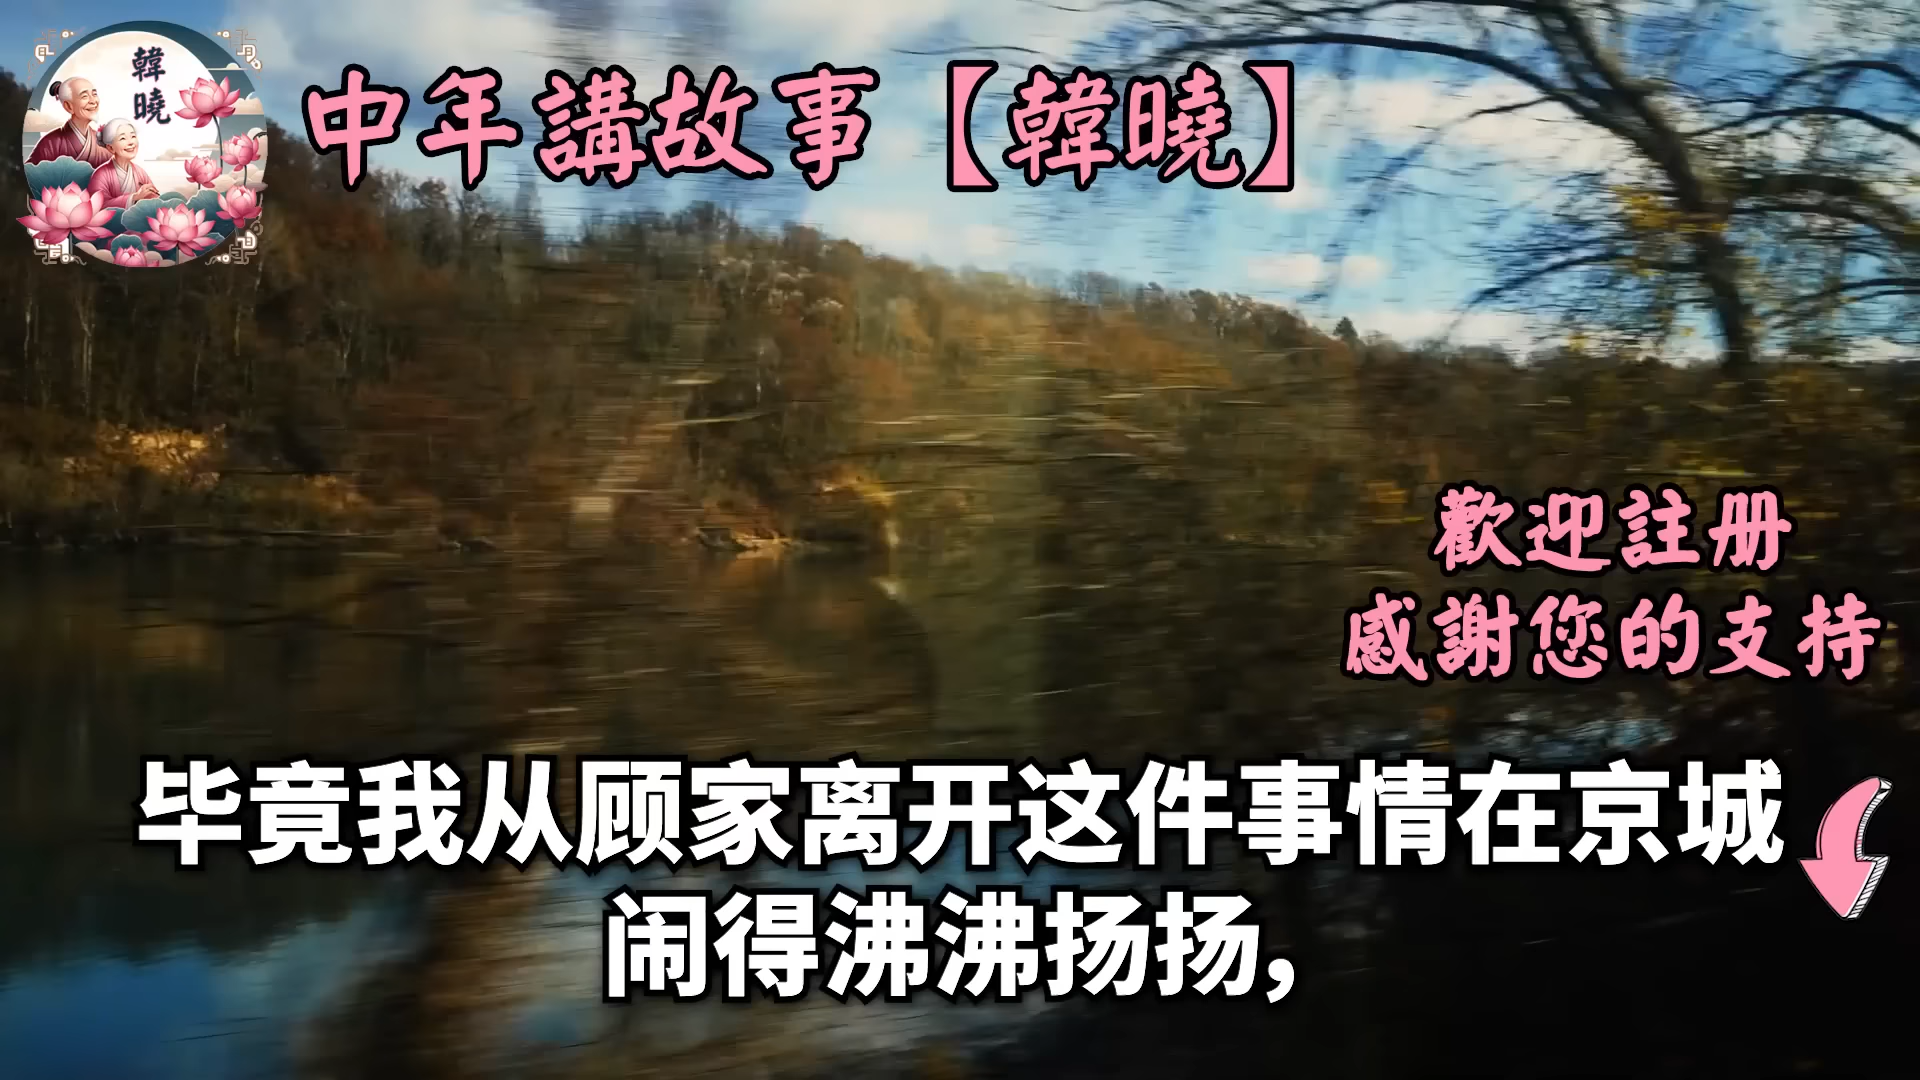 韓
曉
中年講故事【韓曉】
歡迎註册
感謝您的支持
毕竟我从顾家离开这件事情在京城
闹得沸沸扬扬,